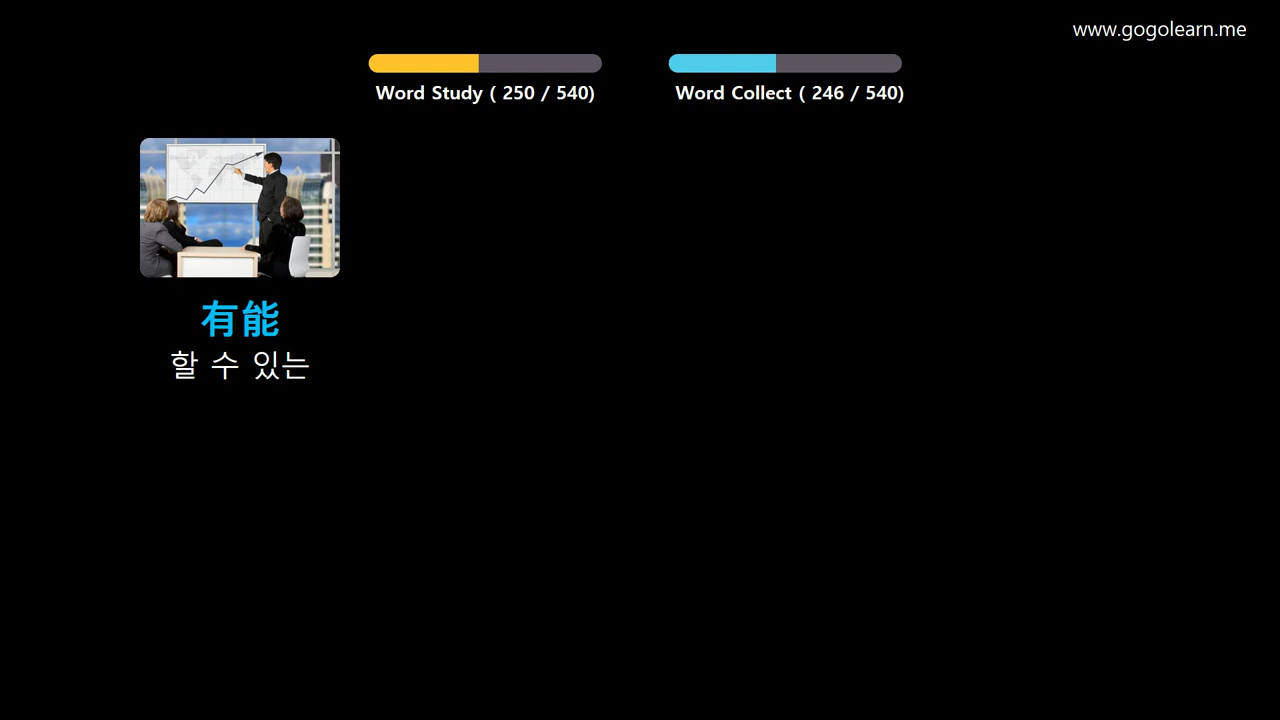 www.gogolearn.me
Word Study ( 250 / 540)
Word Collect ( 246 / 540)
有能
할 수 있는